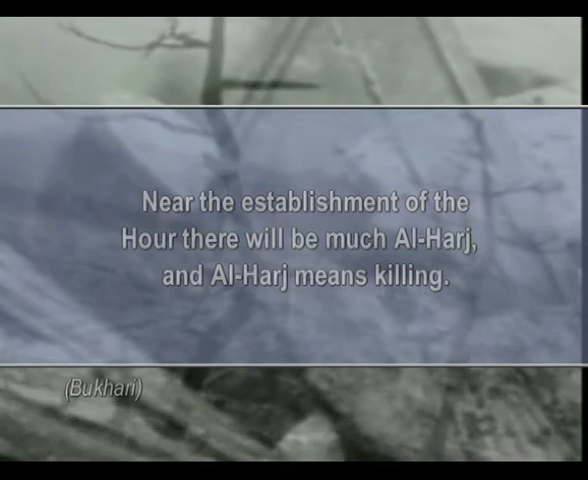 Near the establishment of the
Hour there will be much Al-Harj,
and Al-Harj means killing.
(Bukhari)